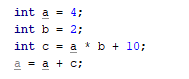 int a = 4;
int b = 2;
int c = a * b + 10;
a = a + c;